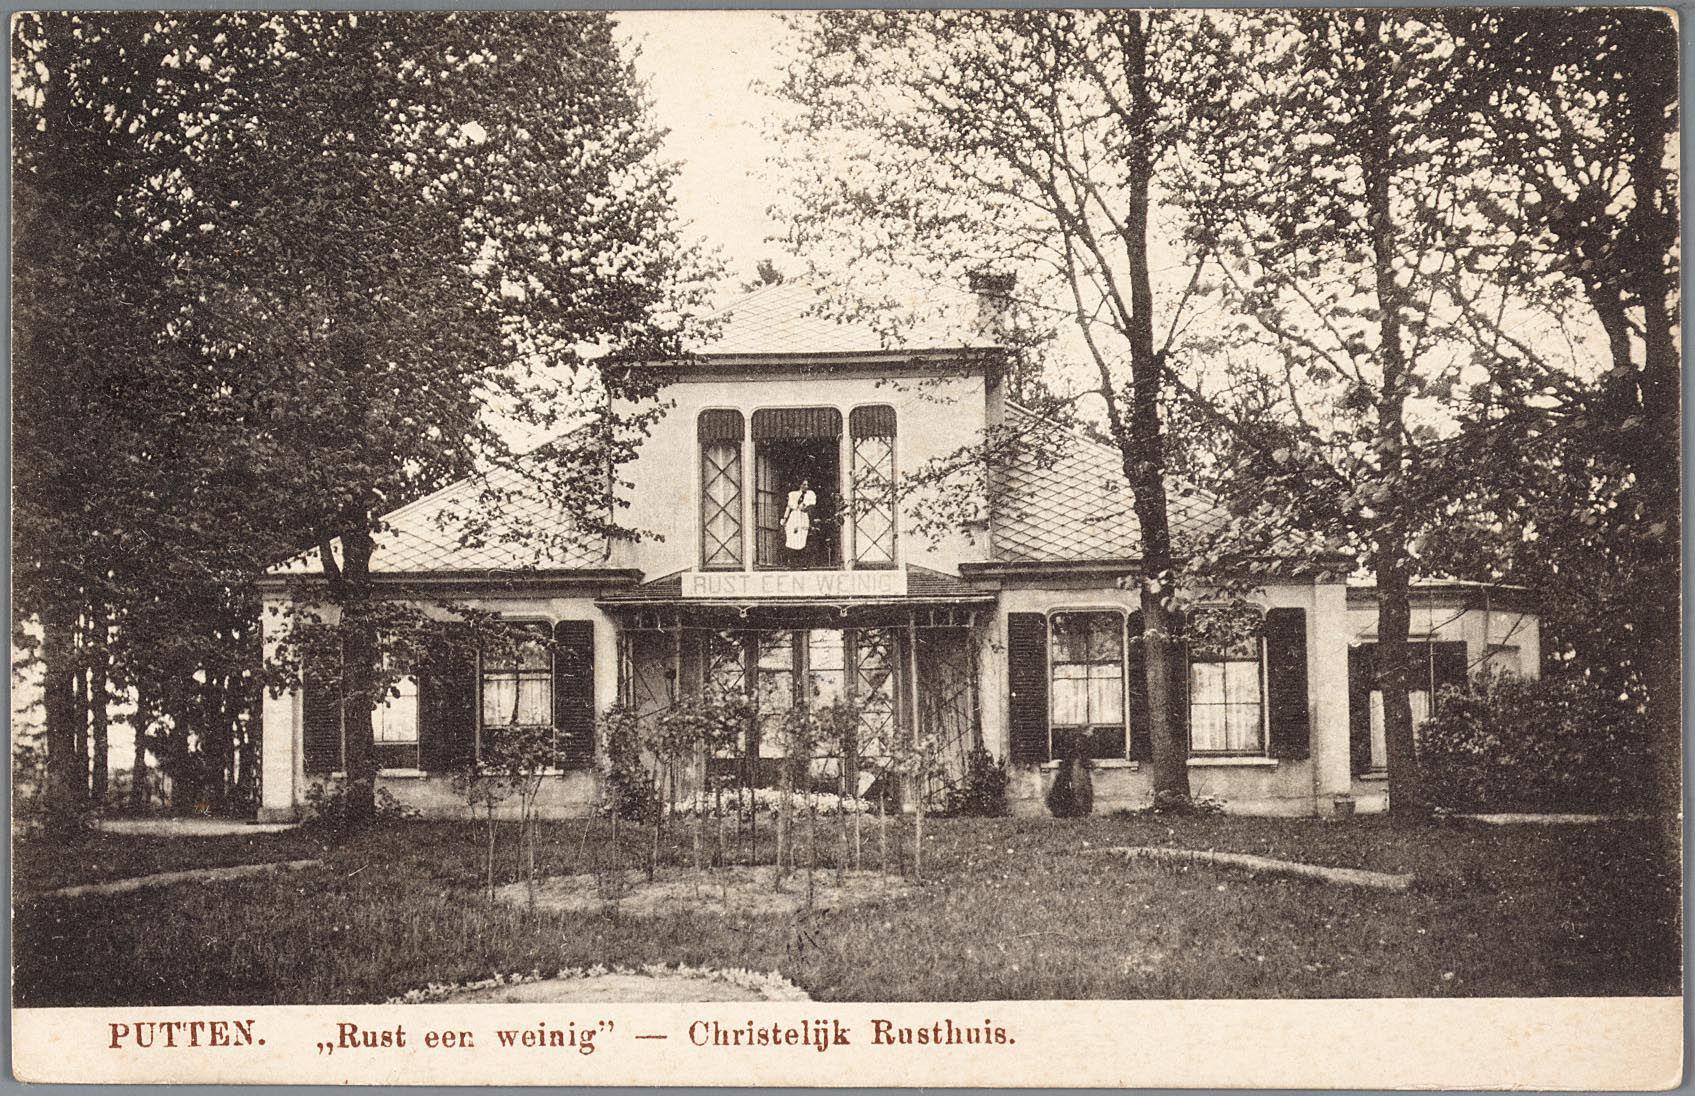 RUST EEN WEINIG
PUTTEN. „Rust een weinig” — Christelijk Rusthuis.